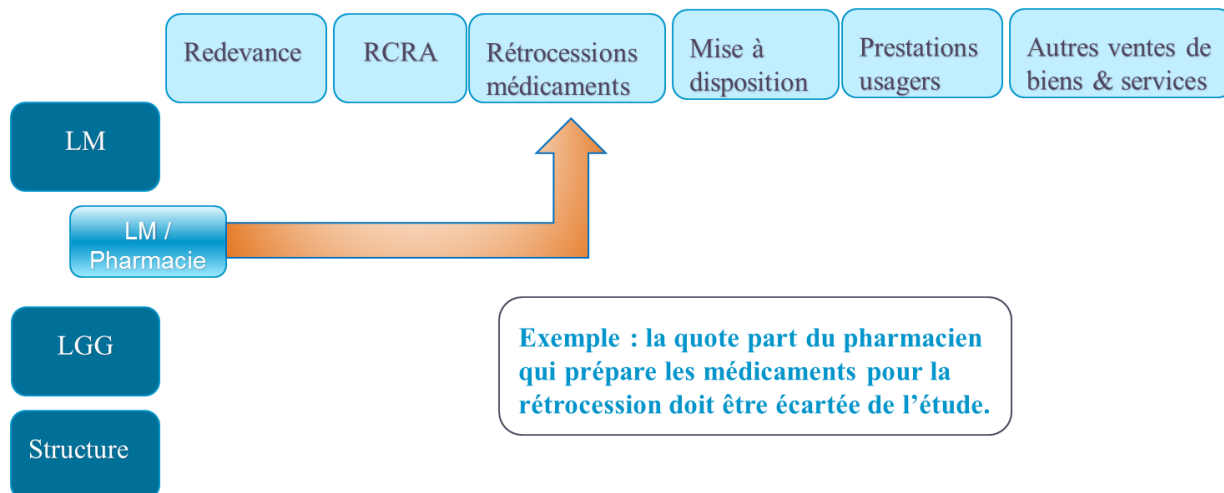 Redevance
RCRA
Rétrocessions
médicaments
Mise à
disposition
Prestations
usagers
Autres ventes de
biens & services
LM
LM /
Pharmacie
LGG
Structure
Exemple : la quote part du pharmacien
qui prépare les médicaments pour la
rétrocession doit être écartée de l’étude.